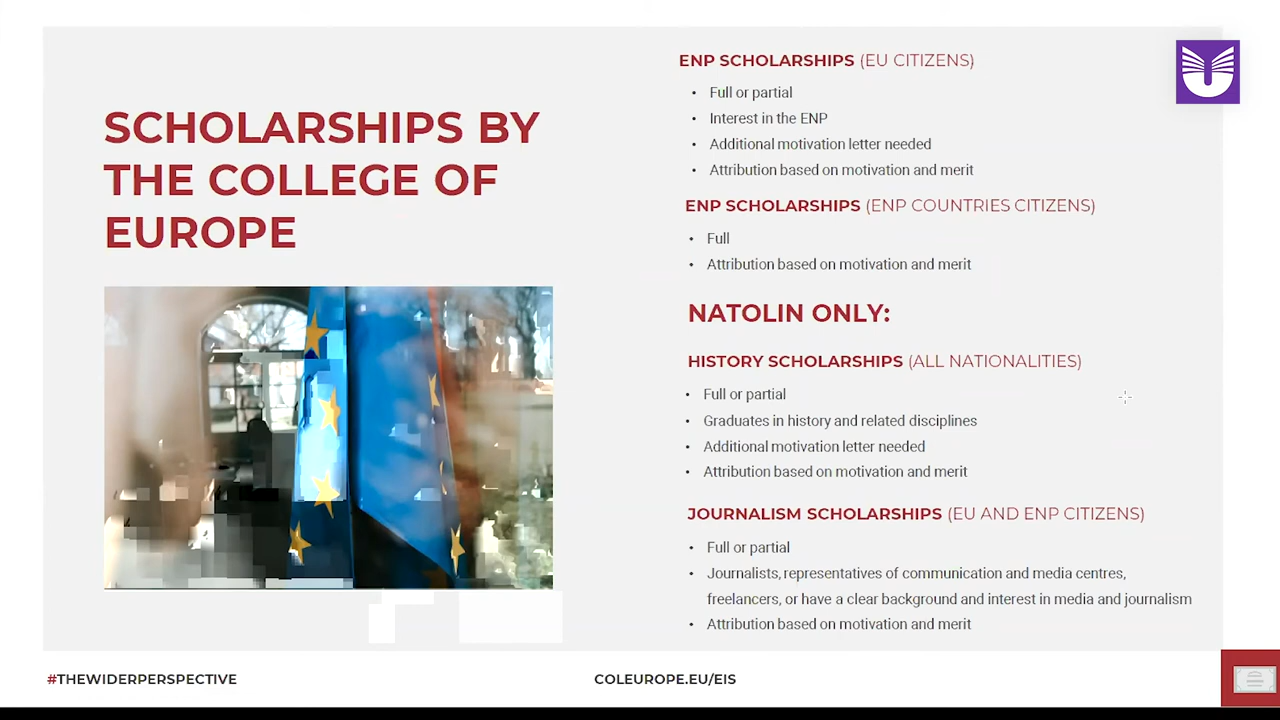 SCHOLARSHIPS BY
THE COLLEGE OF
EUROPE
ENP SCHOLARSHIPS (EU CITIZENS)
• Full or partial
• Interest in the ENP
• Additional motivation letter needed
• Attribution based on motivation and merit
ENP SCHOLARSHIPS (ENP COUNTRIES CITIZENS)
• Full
• Attribution based on motivation and merit
NATOLIN ONLY:
HISTORY SCHOLARSHIPS (ALL NATIONALITIES)
• Full or partial
• Graduates in history and related disciplines
• Additional motivation letter needed
• Attribution based on motivation and merit
JOURNALISM SCHOLARSHIPS (EU AND ENP CITIZENS)
• Full or partial
• Journalists, representatives of communication and media centres,
freelancers, or have a clear background and interest in media and journalism
• Attribution based on motivation and merit
#THEWIDERPERSPECTIVE
COLEUROPE.EU/EIS